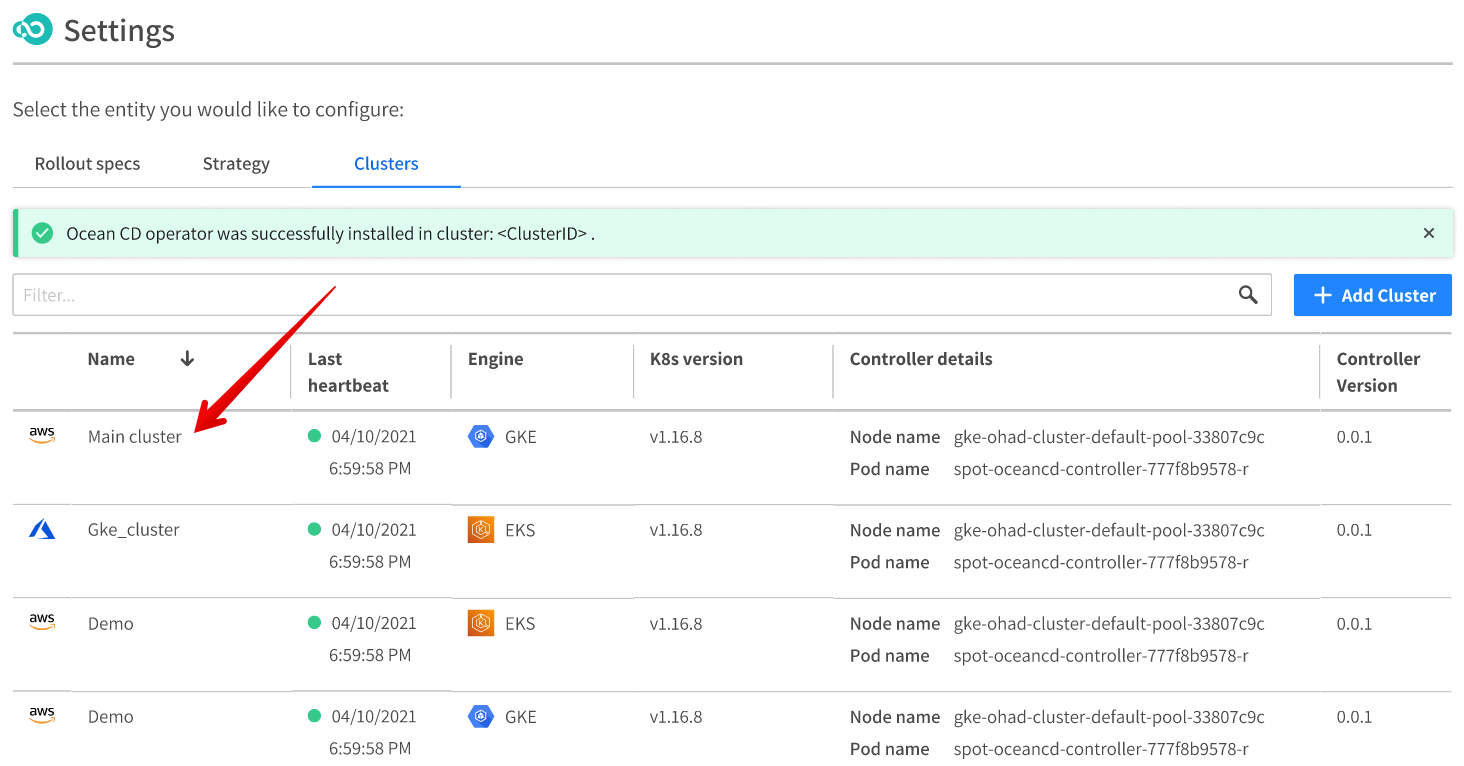 Settings
Select the entity you would like to configure:
Rollout specs Strategy Clusters
Ocean CD operator was successfully installed in cluster: <ClusterID> .
Filter... Add Cluster
Name Last heartbeat Engine K8s version Controller details Controller Version
aws Main cluster 04/10/2021 GKE v1.16.8 Node name gke-ohad-cluster-default-pool-33807c9c 0.0.1
6:59:58 PM Pod name spot-oceancd-controller-777f8b9578-r
Gke_cluster 04/10/2021 EKS v1.16.8 Node name gke-ohad-cluster-default-pool-33807c9c 0.0.1
6:59:58 PM Pod name spot-oceancd-controller-777f8b9578-r
aws Demo 04/10/2021 EKS v1.16.8 Node name gke-ohad-cluster-default-pool-33807c9c 0.0.1
6:59:58 PM Pod name spot-oceancd-controller-777f8b9578-r
aws Demo 04/10/2021 GKE v1.16.8 Node name gke-ohad-cluster-default-pool-33807c9c 0.0.1
6:59:58 PM Pod name spot-oceancd-controller-777f8b9578-r